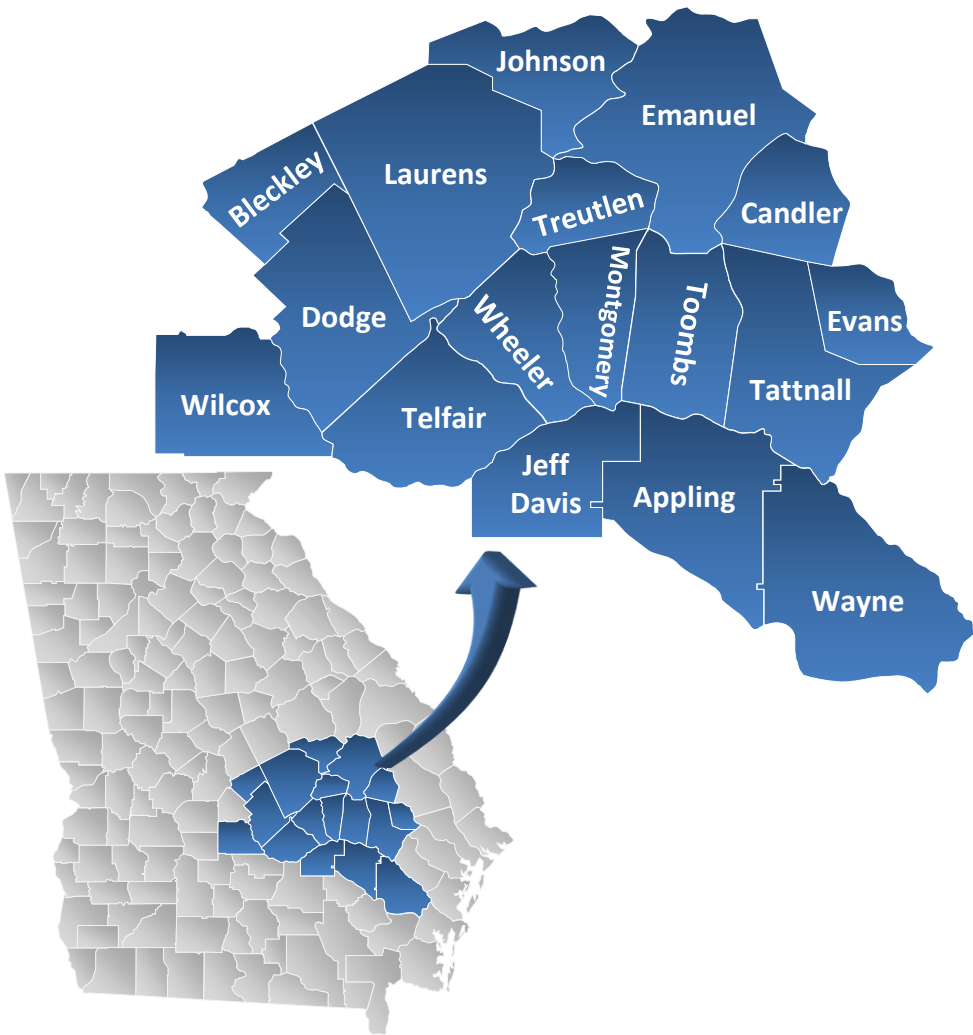 Johnson
Emanuel
Bleckley
Laurens
Treutlen
Candler
Dodge
Wheeler
Montgomery
Toombs
Evans
Wilcox
Telfair
Tattnall
Jeff
Davis
Appling
Wayne